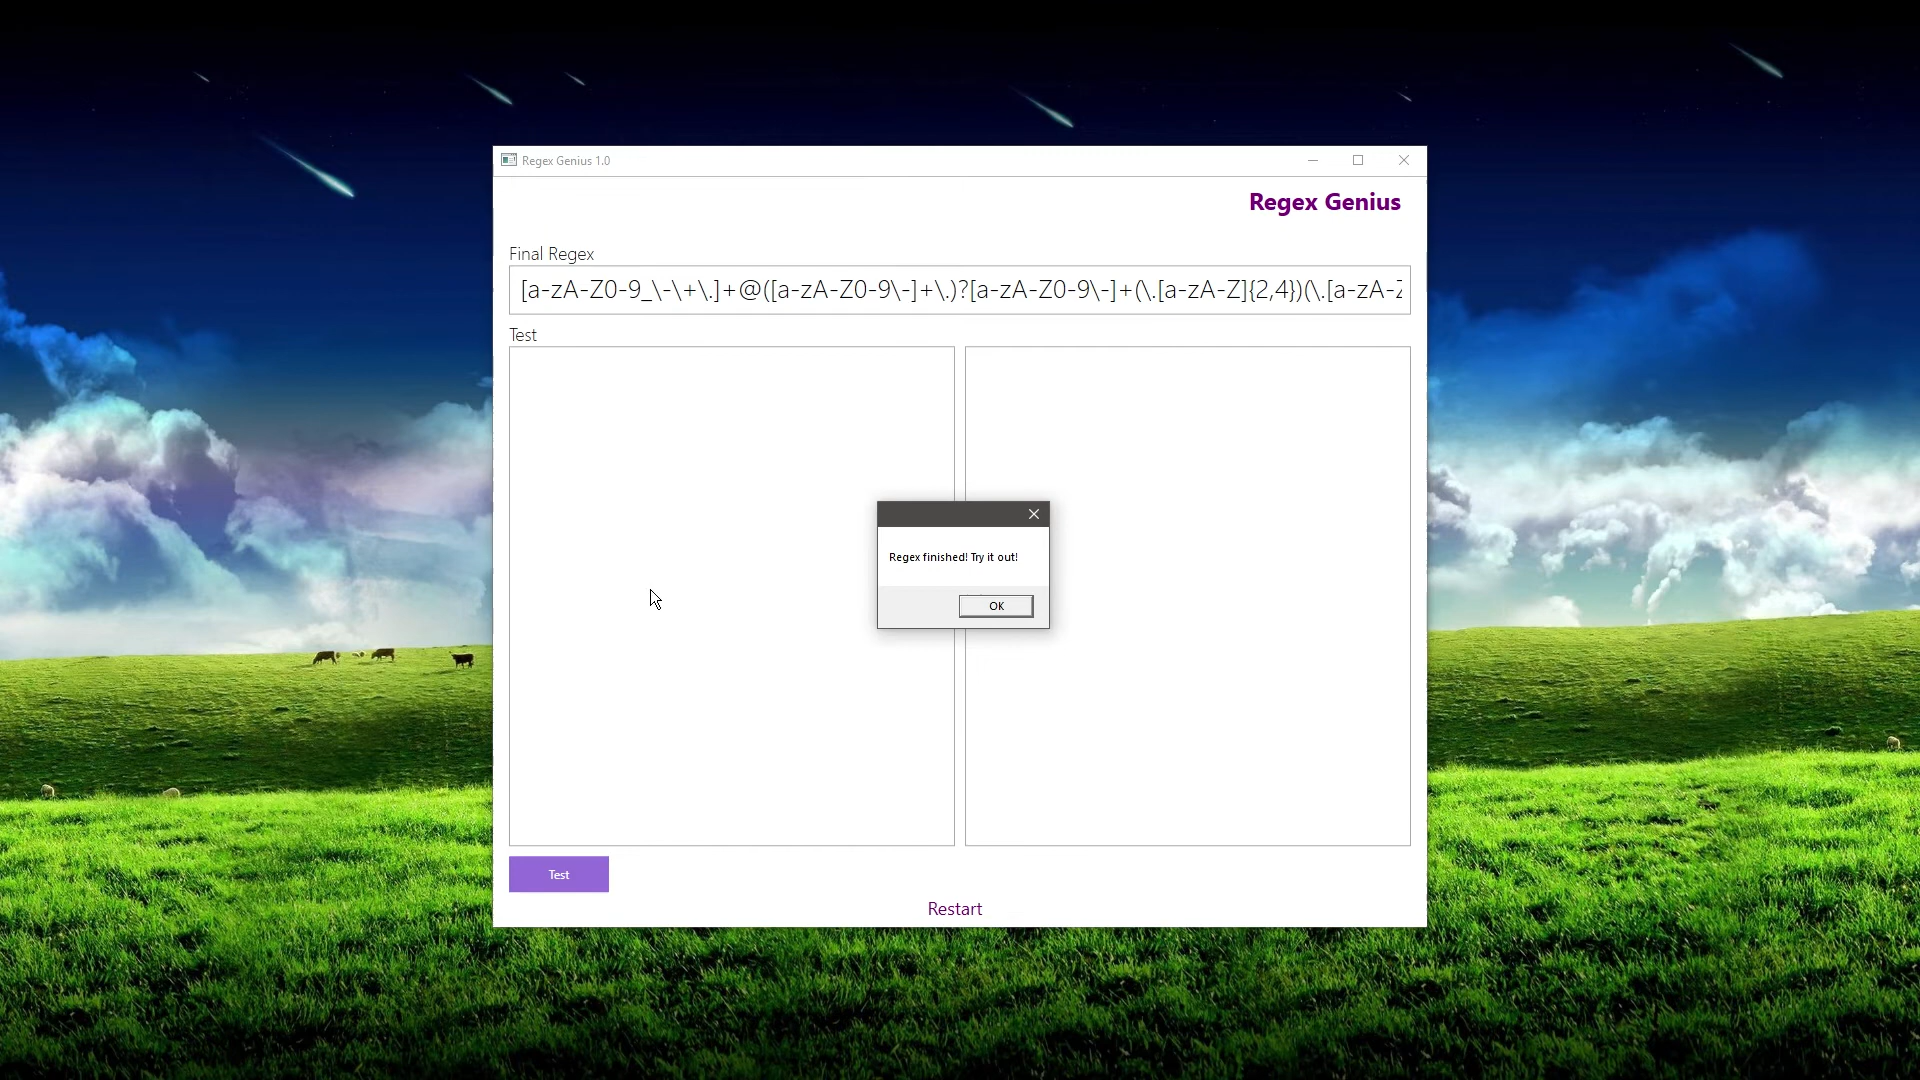 Regex Genius 1.0
Regex Genius
Final Regex
[a-zA-Z0-9_\-\+\.]+@([a-zA-Z0-9\-]+\.)?[a-zA-Z0-9\-]+(\.[a-zA-Z]{2,4})(\.[a-zA-Z
Test
Regex finished! Try it out!
OK
Test
Restart